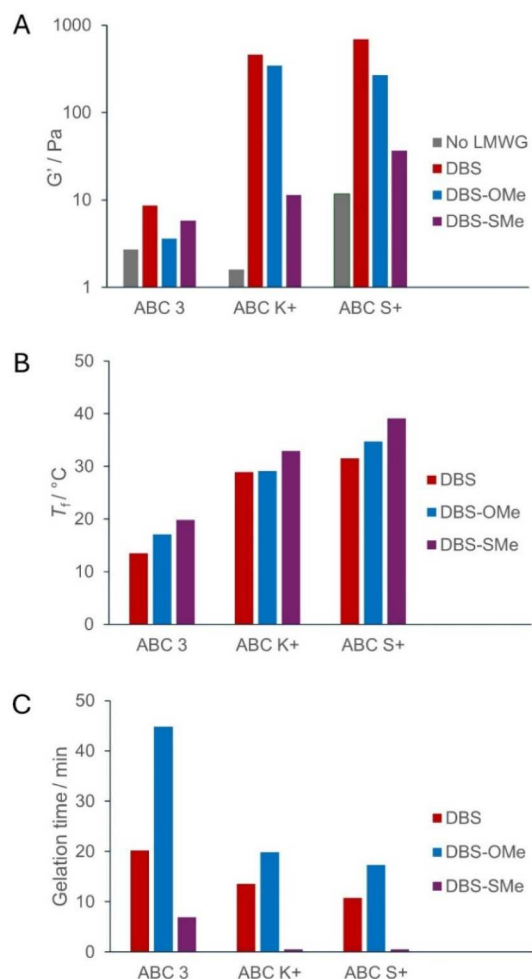 A
1000
100
10
1
G' / Pa
No LMWG
DBS
DBS-OMe
DBS-SMe
ABC 3 ABC K+ ABC S+
B
50
40
30
20
10
0
Tf / °C
DBS
DBS-OMe
DBS-SMe
ABC 3 ABC K+ ABC S+
C
50
40
30
20
10
0
Gelation time / min
DBS
DBS-OMe
DBS-SMe
ABC 3 ABC K+ ABC S+